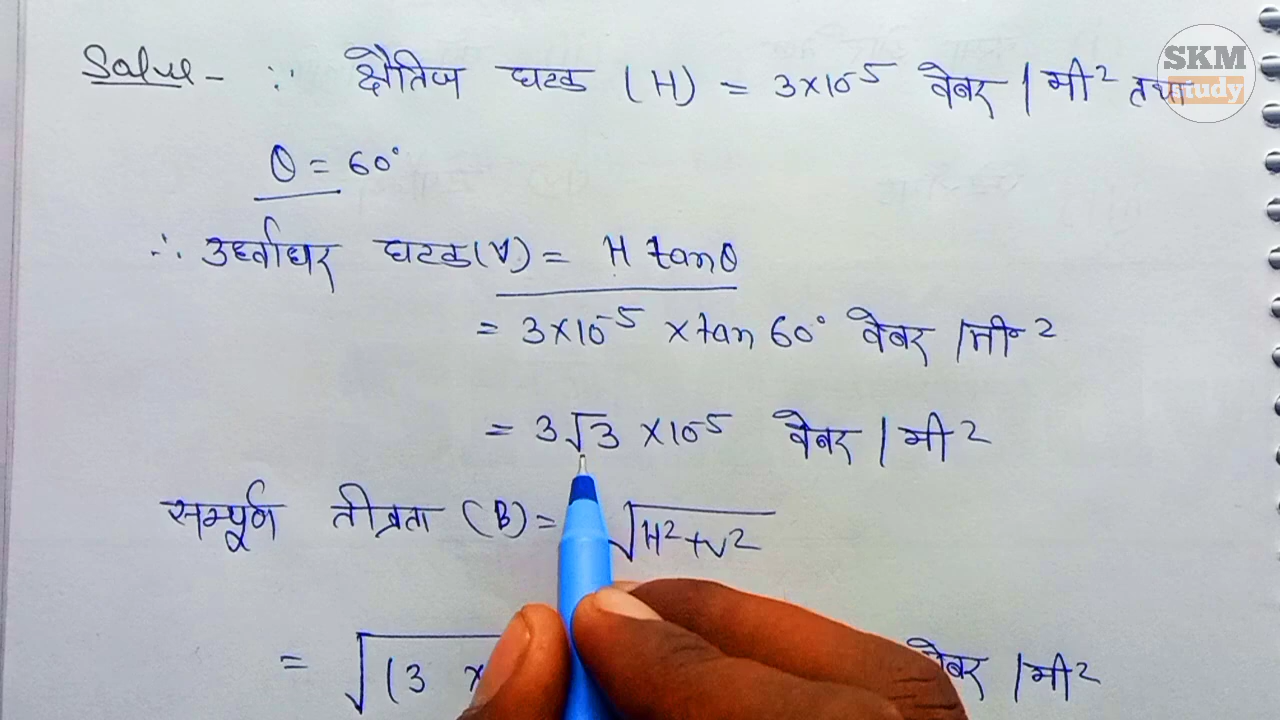 SKM
Study
Solve - ∵ क्षैतिज घटक (H) = 3×10⁻⁵ वेबर / मी² तथा
θ = 60°
∴ उर्ध्वाधर घटक (V) = H tanθ
= 3×10⁻⁵ × tan 60° वेबर / मी॰²
= 3√3 ×10⁻⁵ वेबर / मी²
सम्पूर्ण तीव्रता (B) = √H²+V²
= √(3 × वेबर / मी²